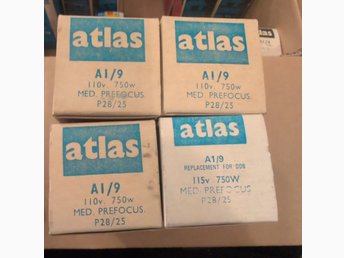 atlas
A1/9
110v. 750w
MED. PREFOCUS.
P28/25
atlas
A1/9
110v. 750w
MED. PREFOCUS
P28/25
atlas
A1/9
110v. 750w
MED. PREFOCUS.
P28/25
atlas
A1/9
REPLACEMENT FOR DDB
115v. 750W
MED. PREFOCUS
P28/25